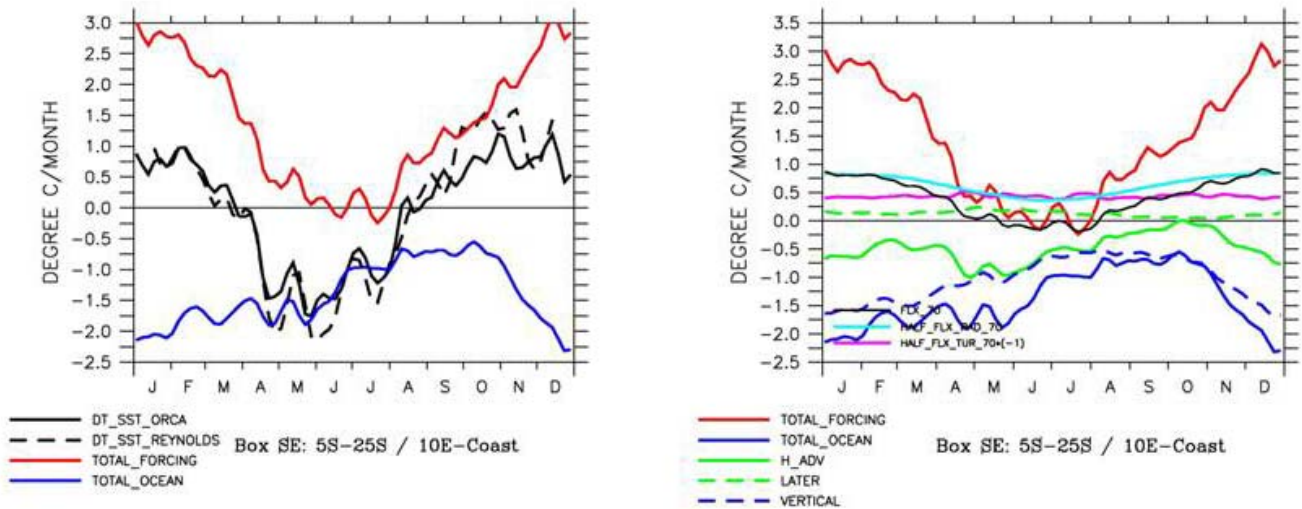 3.0
2.5
2.0
1.5
1.0
0.5
0.0
-0.5
-1.0
-1.5
-2.0
-2.5
DEGREE C/MONTH
J F M A M J J A S O N D
DT_SST_ORCA
DT_SST_REYNOLDS
TOTAL_FORCING
TOTAL_OCEAN
Box SE: 5S-25S / 10E-Coast
3.5
3.0
2.5
2.0
1.5
1.0
0.5
0.0
-0.5
-1.0
-1.5
-2.0
-2.5
DEGREE C/MONTH
FLX_70
HALF_FLX_RAD_70
HALF_FLX_TUR_70*(-1)
J F M A M J J A S O N D
TOTAL_FORCING
TOTAL_OCEAN
H_ADV
LATER
VERTICAL
Box SE: 5S-25S / 10E-Coast